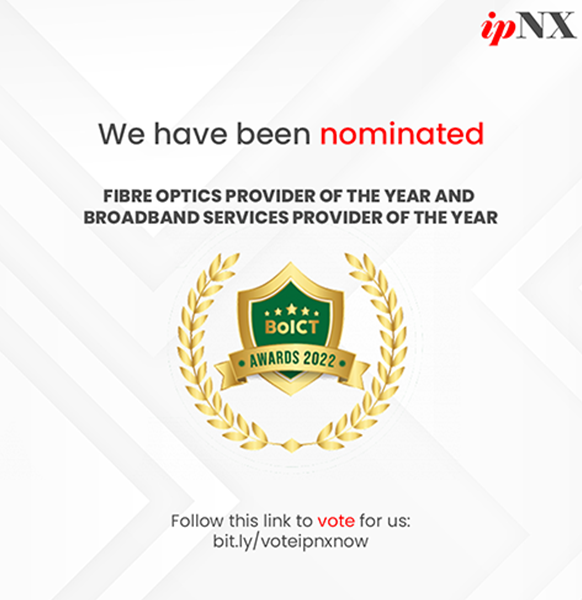 ipNX
We have been nominated
FIBRE OPTICS PROVIDER OF THE YEAR AND
BROADBAND SERVICES PROVIDER OF THE YEAR
BoICT
AWARDS 2022
Follow this link to vote for us:
bit.ly/voteipnxnow